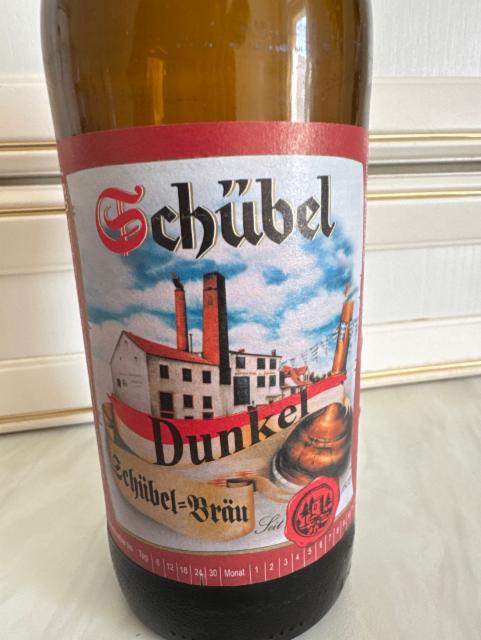 Schübel
Dunkel
Schübel=Bräu
Seit
Tag 6 12 18 24 30 Monat 1 2 3 4 5 6 7 8